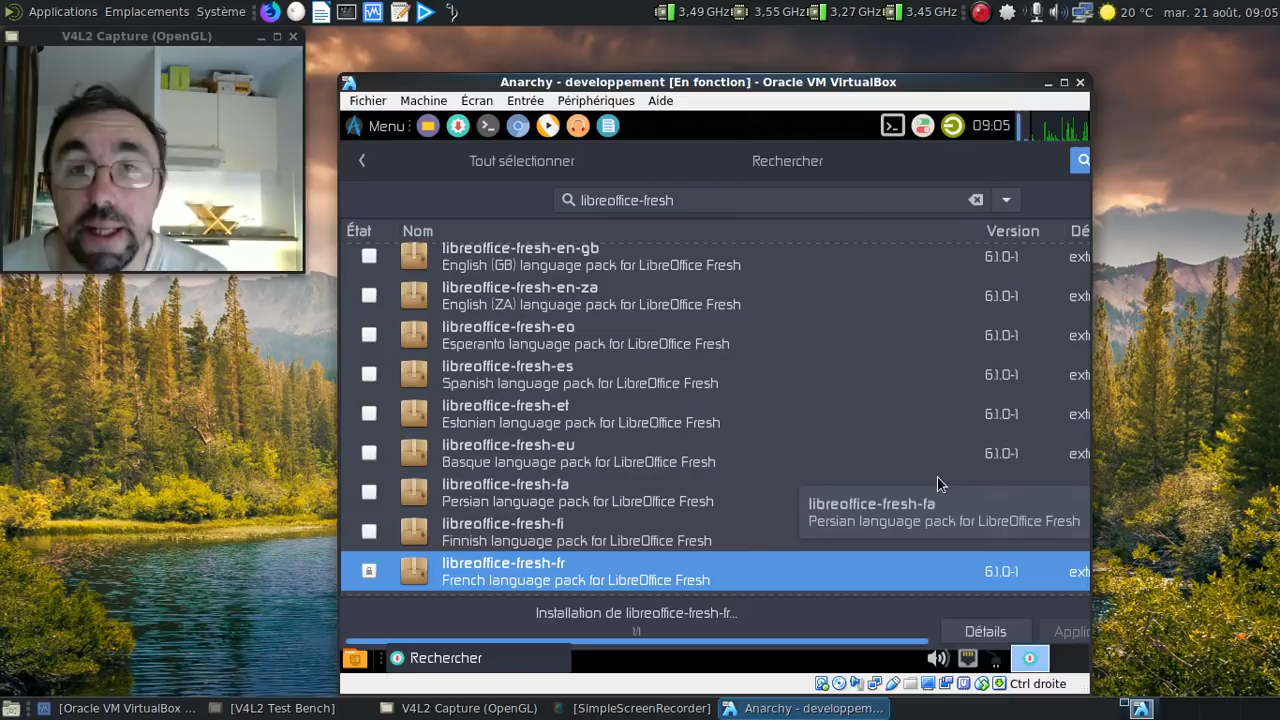 Applications Emplacements Système
3,49 GHz 3,55 GHz 3,27 GHz 3,45 GHz 20 °C mar. 21 août, 09:05
V4L2 Capture (OpenGL)
Anarchy - developpement [En fonction] - Oracle VM VirtualBox
Fichier Machine Écran Entrée Périphériques Aide
Menu 09:05
Tout sélectionner Rechercher
libreoffice-fresh
État Nom Version Dé
libreoffice-fresh-en-gb
English (GB) language pack for LibreOffice Fresh 6.1.0-1 ext
libreoffice-fresh-en-za
English (ZA) language pack for LibreOffice Fresh 6.1.0-1 ext
libreoffice-fresh-eo
Esperanto language pack for LibreOffice Fresh 6.1.0-1 ext
libreoffice-fresh-es
Spanish language pack for LibreOffice Fresh 6.1.0-1 ext
libreoffice-fresh-et
Estonian language pack for LibreOffice Fresh 6.1.0-1 ext
libreoffice-fresh-eu
Basque language pack for LibreOffice Fresh 6.1.0-1 ext
libreoffice-fresh-fa
Persian language pack for LibreOffice Fresh
libreoffice-fresh-fa
Persian language pack for LibreOffice Fresh
libreoffice-fresh-fi
Finnish language pack for LibreOffice Fresh
libreoffice-fresh-fr
French language pack for LibreOffice Fresh 6.1.0-1 ext
Installation de libreoffice-fresh-fr...
1/1
Détails Applic
Rechercher
Ctrl droite
[Oracle VM VirtualBox ... [V4L2 Test Bench] V4L2 Capture (OpenGL) [SimpleScreenRecorder] Anarchy - developpem...